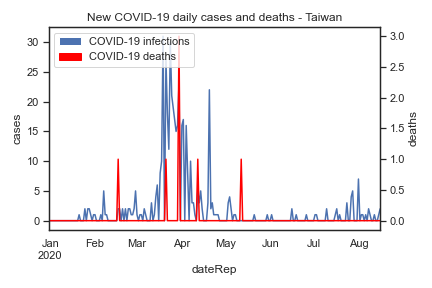 New COVID-19 daily cases and deaths - Taiwan
COVID-19 infections
COVID-19 deaths
cases
30
25
20
15
10
5
0
deaths
3.0
2.5
2.0
1.5
1.0
0.5
0.0
Jan Feb Mar Apr May Jun Jul Aug
2020
dateRep